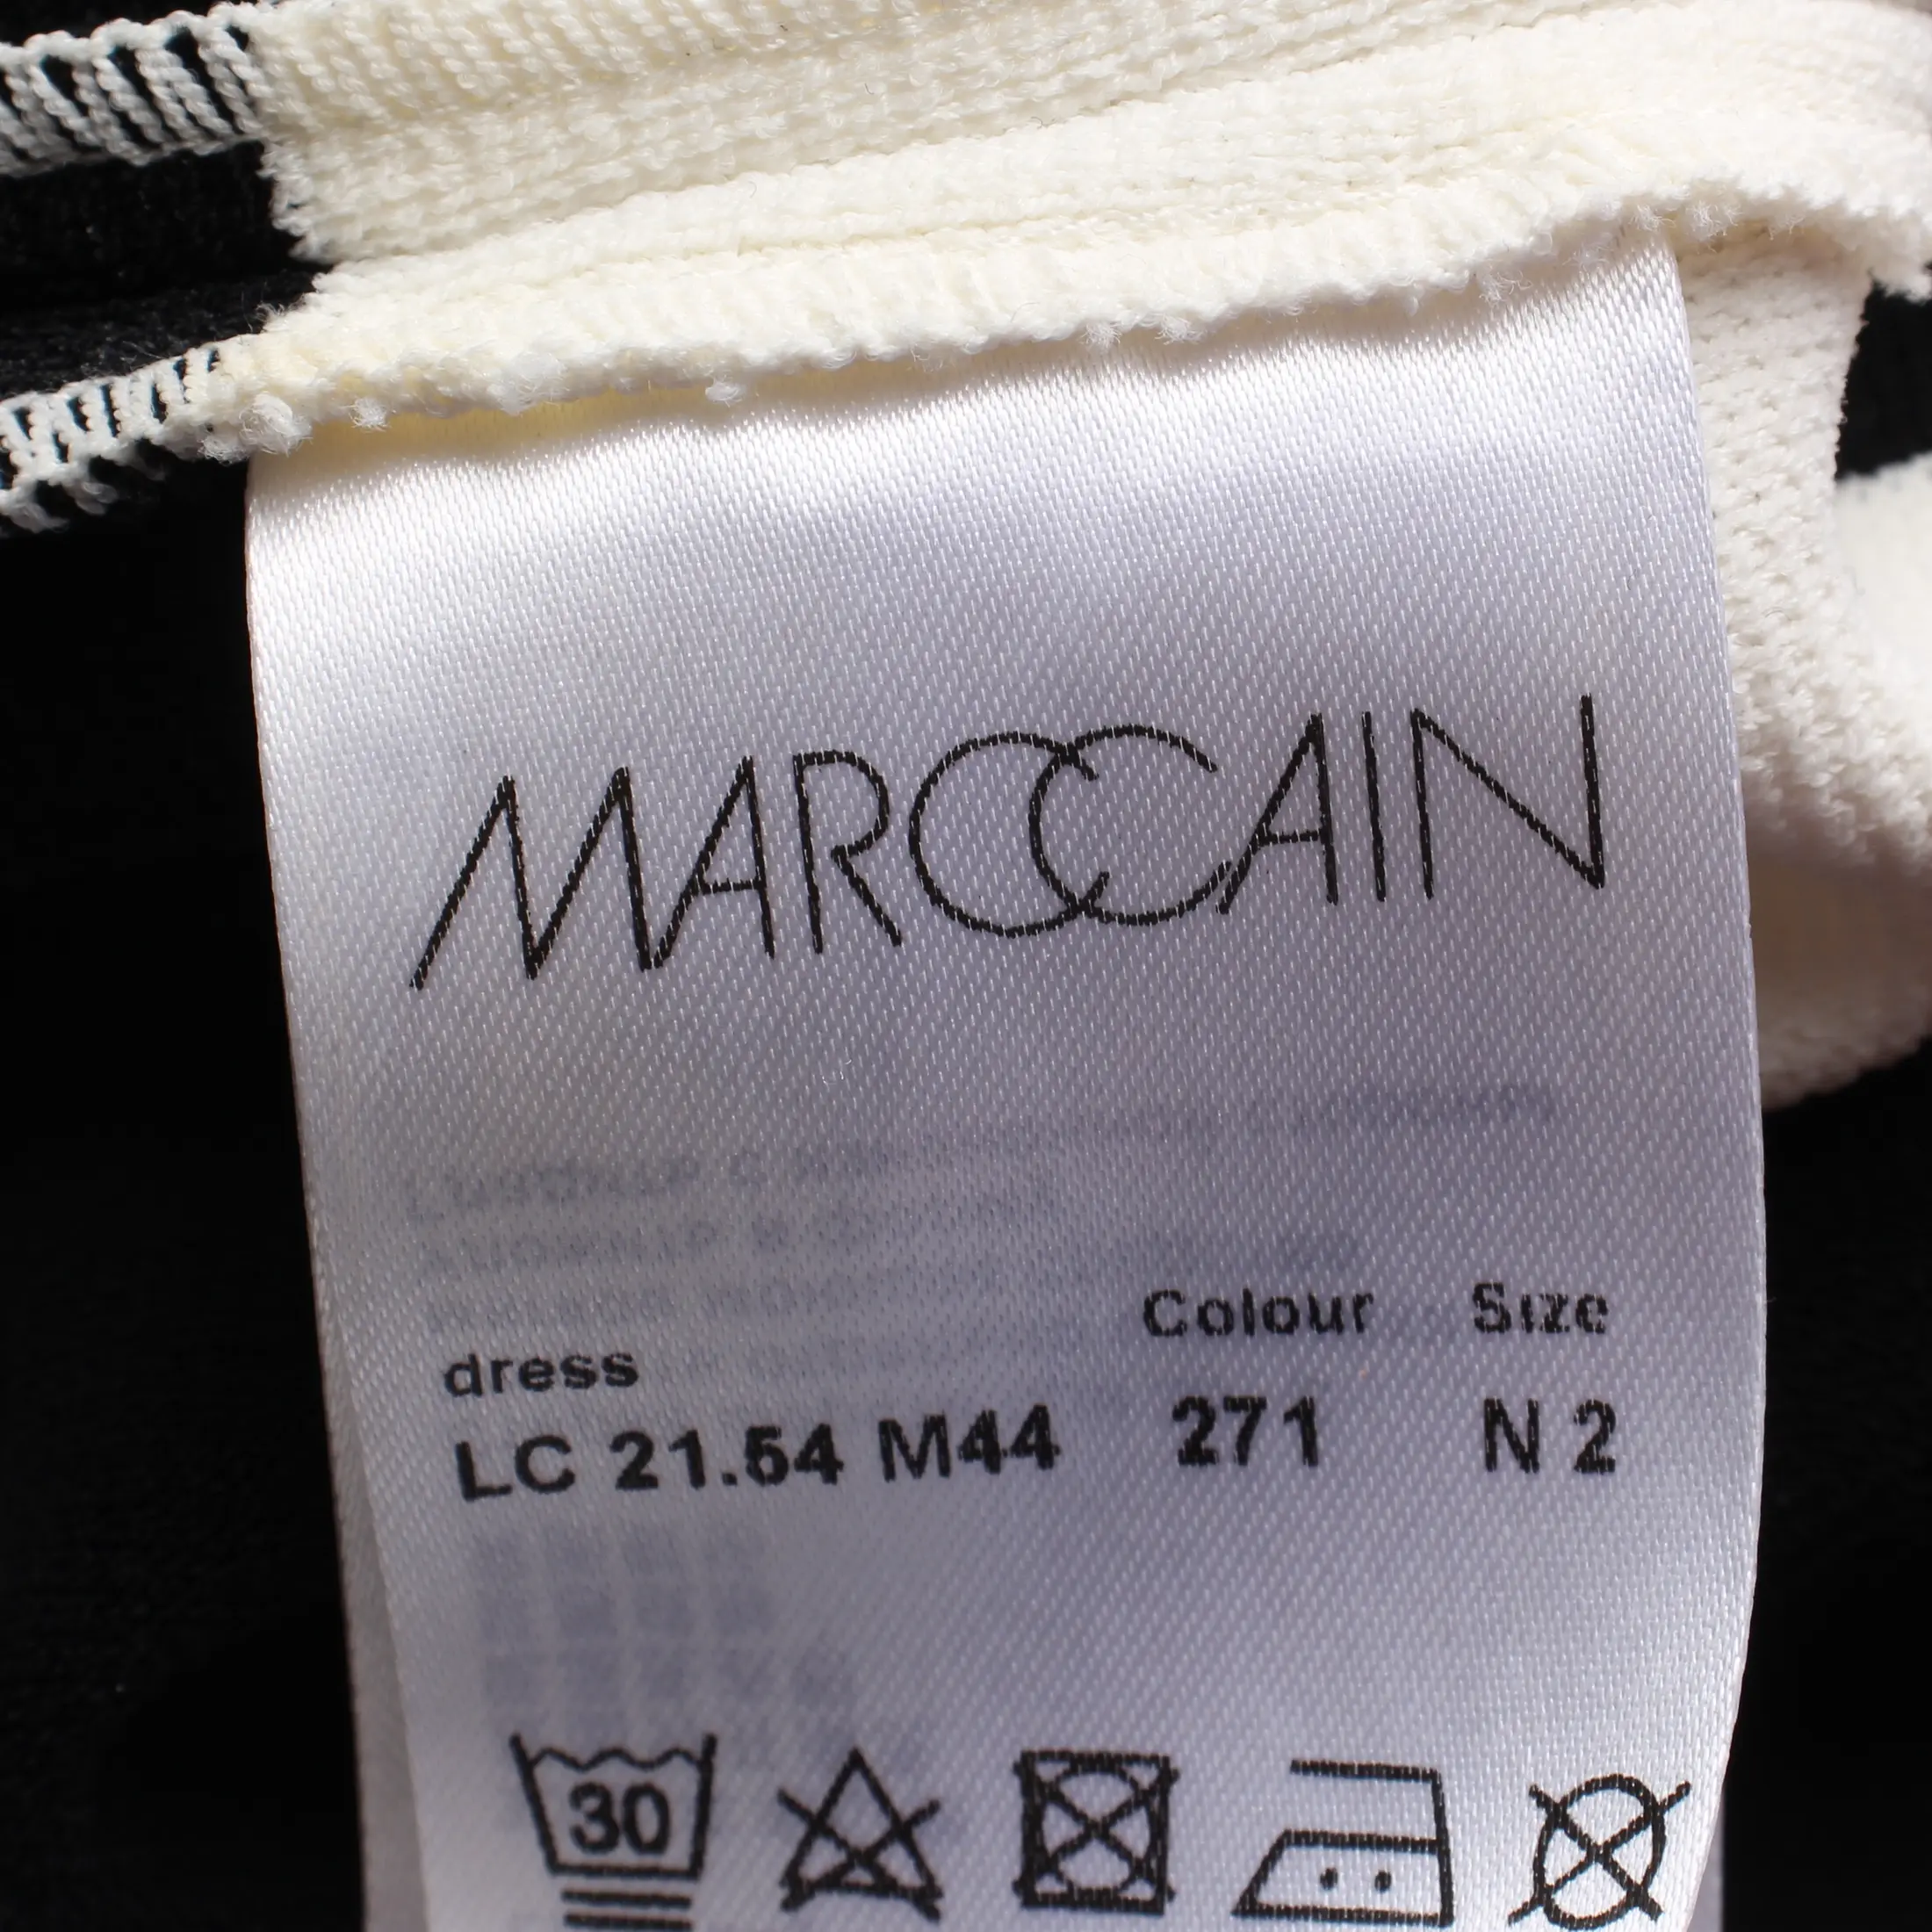 MARCCAIN
Colour Size
dress
LC 21.54 M44 271 N 2
30